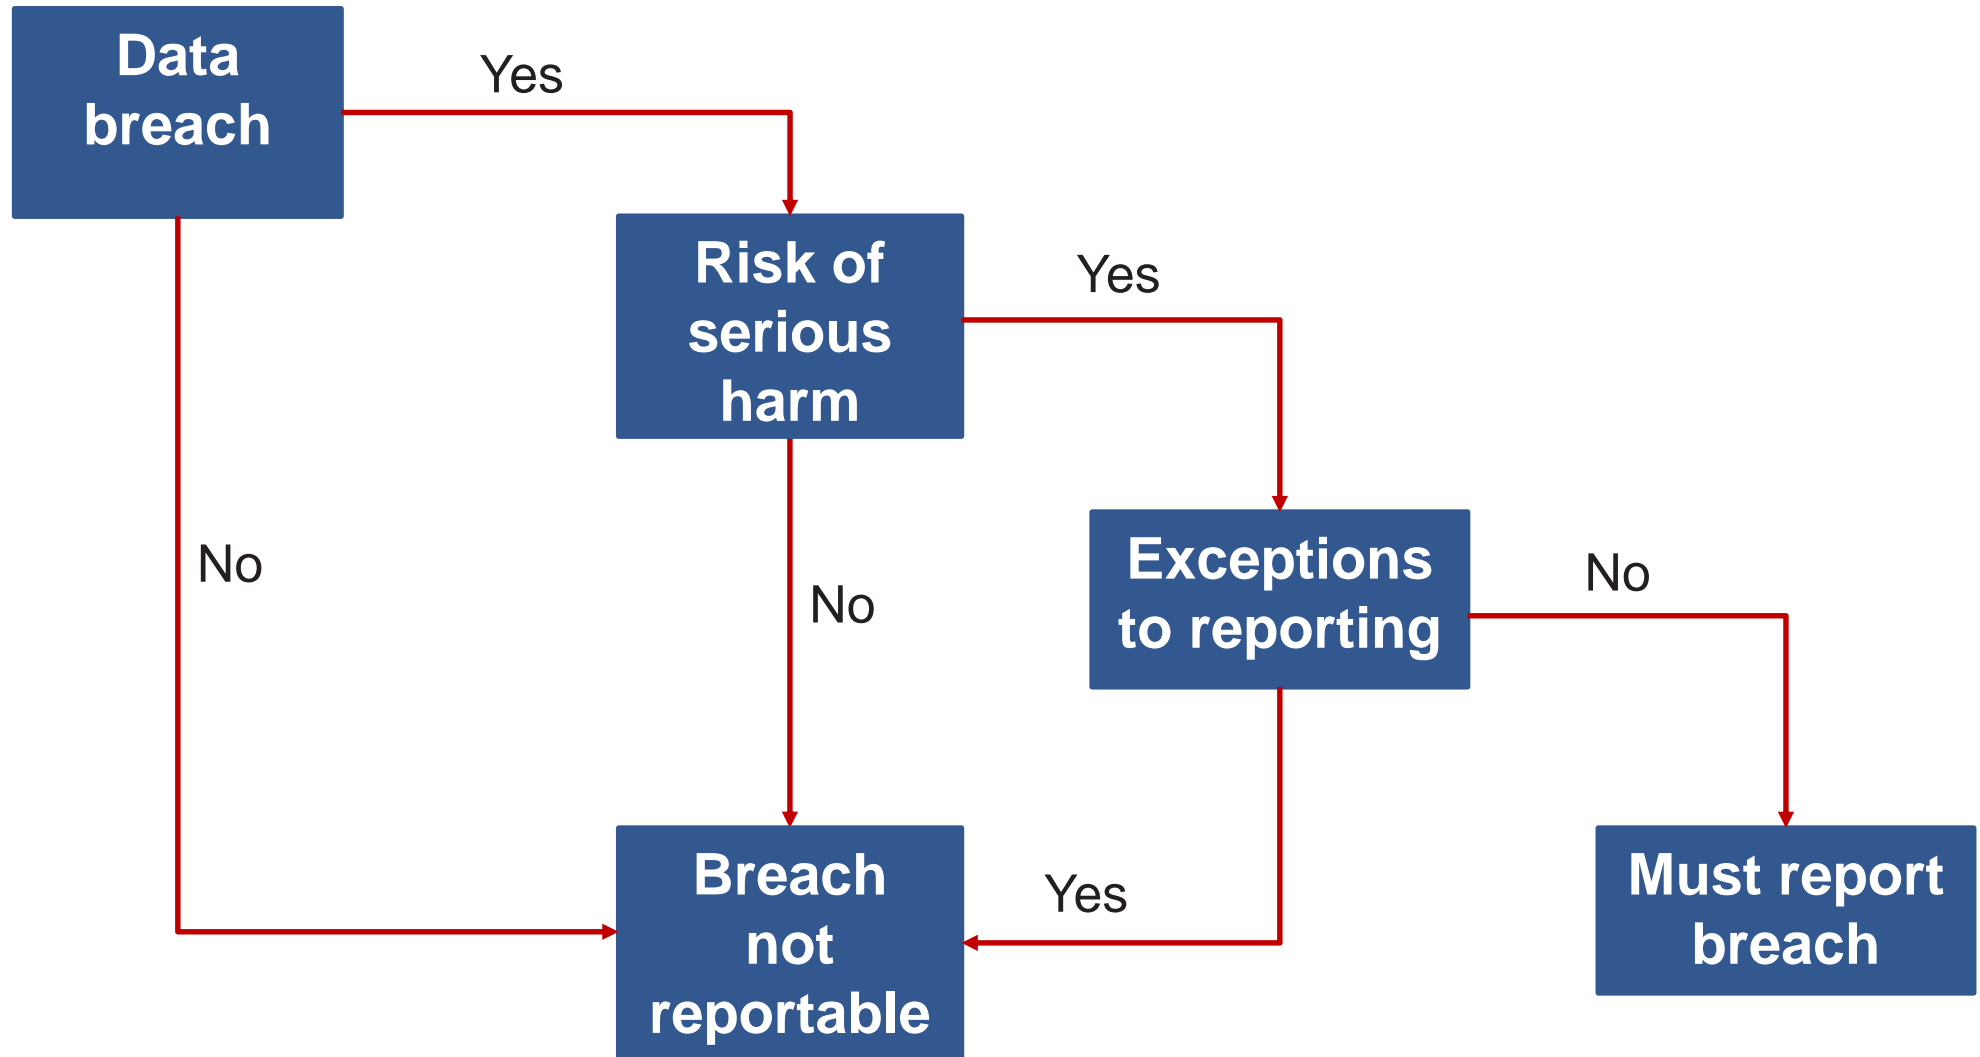 Data
breach
Yes
Risk of
serious
harm
Yes
No
No
Exceptions
to reporting
No
Breach
not
reportable
Yes
Must report
breach